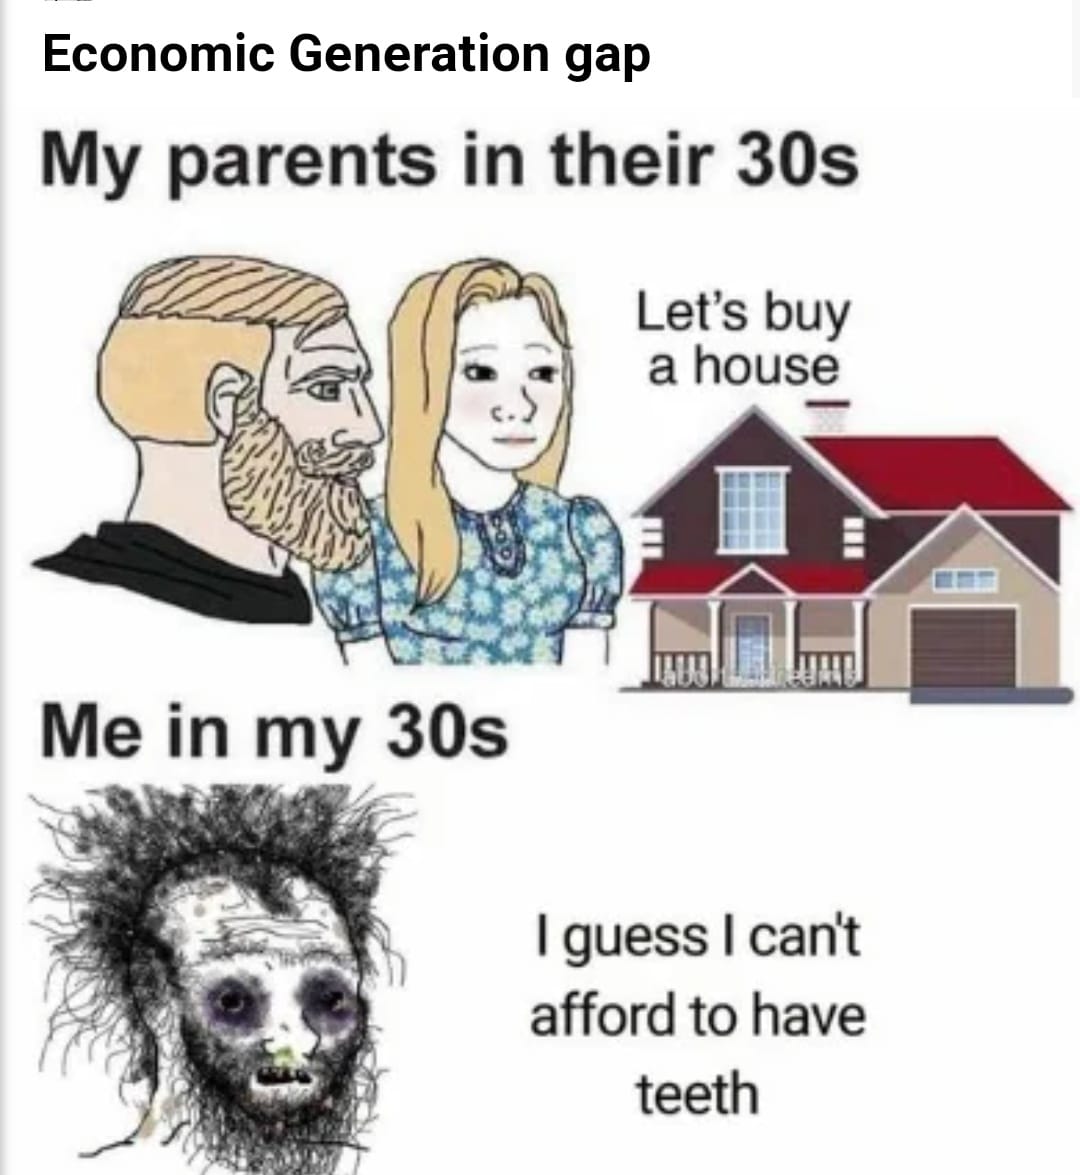 Economic Generation gap
My parents in their 30s
Let's buy
a house
Me in my 30s
I guess I can't
afford to have
teeth